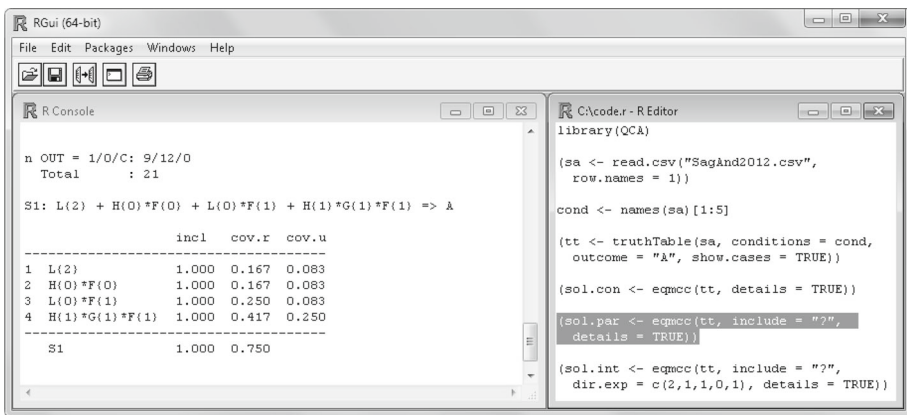 RGui (64-bit)
File Edit Packages Windows Help
R Console
n OUT = 1/0/C: 9/12/0
Total : 21
S1: L{2} + H{0}*F{0} + L{0}*F{1} + H{1}*G{1}*F{1} => A
incl cov.r cov.u
--------------------------------------
1 L{2} 1.000 0.167 0.083
2 H{0}*F{0} 1.000 0.167 0.083
3 L{0}*F{1} 1.000 0.250 0.083
4 H{1}*G{1}*F{1} 1.000 0.417 0.250
--------------------------------------
S1 1.000 0.750
C:\code.r - R Editor
library(QCA)
(sa <- read.csv("SagAnd2012.csv",
row.names = 1))
cond <- names(sa)[1:5]
(tt <- truthTable(sa, conditions = cond,
outcome = "A", show.cases = TRUE))
(sol.con <- eqmcc(tt, details = TRUE))
(sol.par <- eqmcc(tt, include = "?",
details = TRUE))
(sol.int <- eqmcc(tt, include = "?",
dir.exp = c(2,1,1,0,1), details = TRUE))